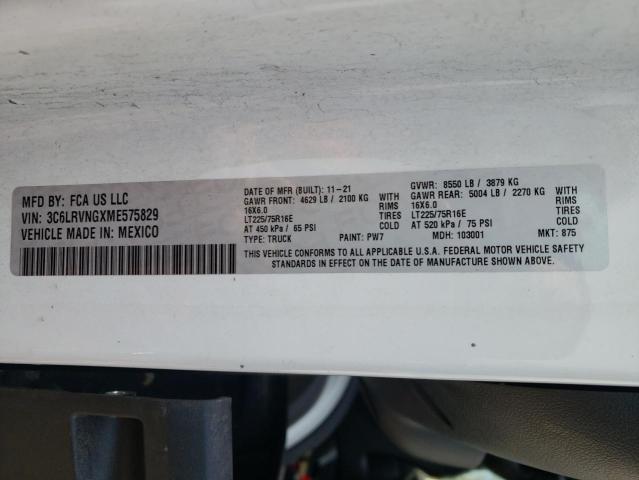 MFD BY: FCA US LLC
VIN: 3C6LRVNGXME575829
VEHICLE MADE IN: MEXICO
DATE OF MFR (BUILT): 11-21
GAWR FRONT: 4629 LB / 2100 KG WITH
16X6.0 RIMS
LT225/75R16E TIRES
AT 450 kPa / 65 PSI COLD
TYPE: TRUCK PAINT: PW7
GVWR: 8550 LB / 3879 KG
GAWR REAR: 5004 LB / 2270 KG WITH
16X6.0 RIMS
LT225/75R16E TIRES
AT 520 kPa / 75 PSI COLD
MDH: 103001 MKT: 875
THIS VEHICLE CONFORMS TO ALL APPLICABLE U.S.A. FEDERAL MOTOR VEHICLE SAFETY
STANDARDS IN EFFECT ON THE DATE OF MANUFACTURE SHOWN ABOVE.